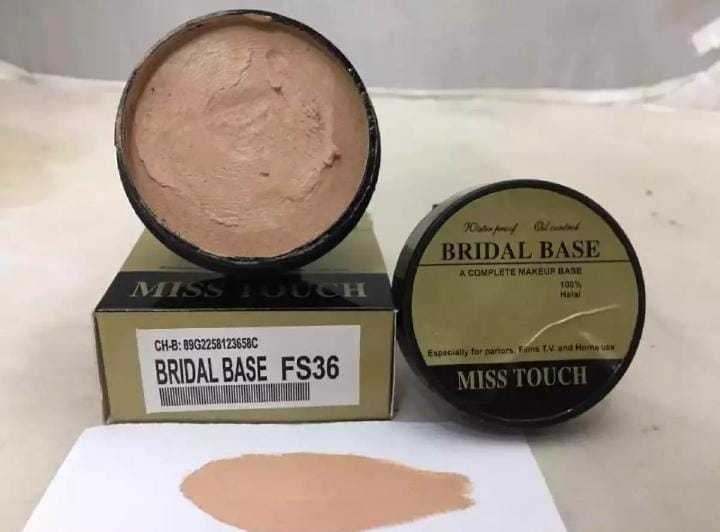 MISS TOUCH
CH-B: 89G2258123658C
BRIDAL BASE FS36
Water proof Oil control
BRIDAL BASE
A COMPLETE MAKEUP BASE
100%
Halal
Especially for parlors, Films T.V. and Home use
MISS TOUCH